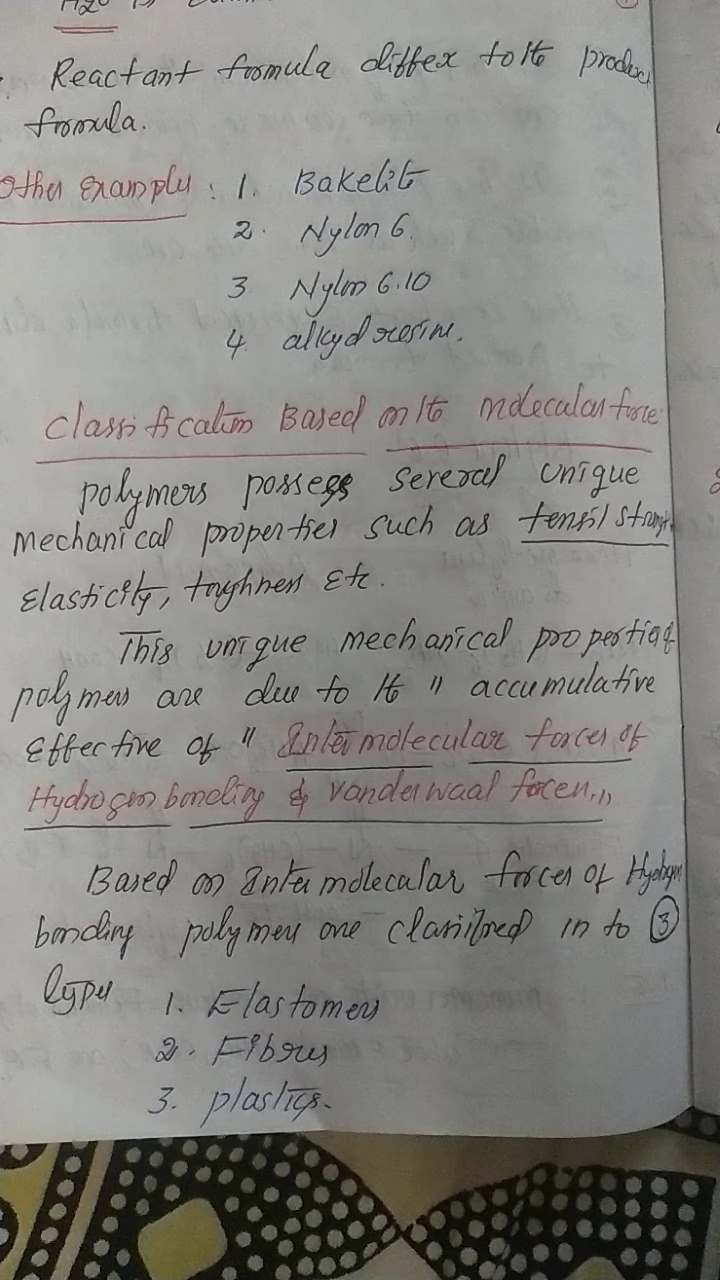 H2O is
Reactant formula differ to the product
formula.
Other Example : 1. Bakelite
2. Nylon 6
3 Nylon 6.10
4. alkyd resine.
Classification Based on the molecular force
polymers possess several unique
mechanical properties such as tensil strength
Elasticity, toughness Etc.
This unique mechanical properties of
polymers are due to the " accumulative
Effective of " Intermolecular forces of
Hydrogen bonding & vanderwaal forces,,
Based on Intermolecular forces of Hydrogen
bonding polymers are classified in to 3
types
1. Elastomers
2. Fibres
3. plastics.